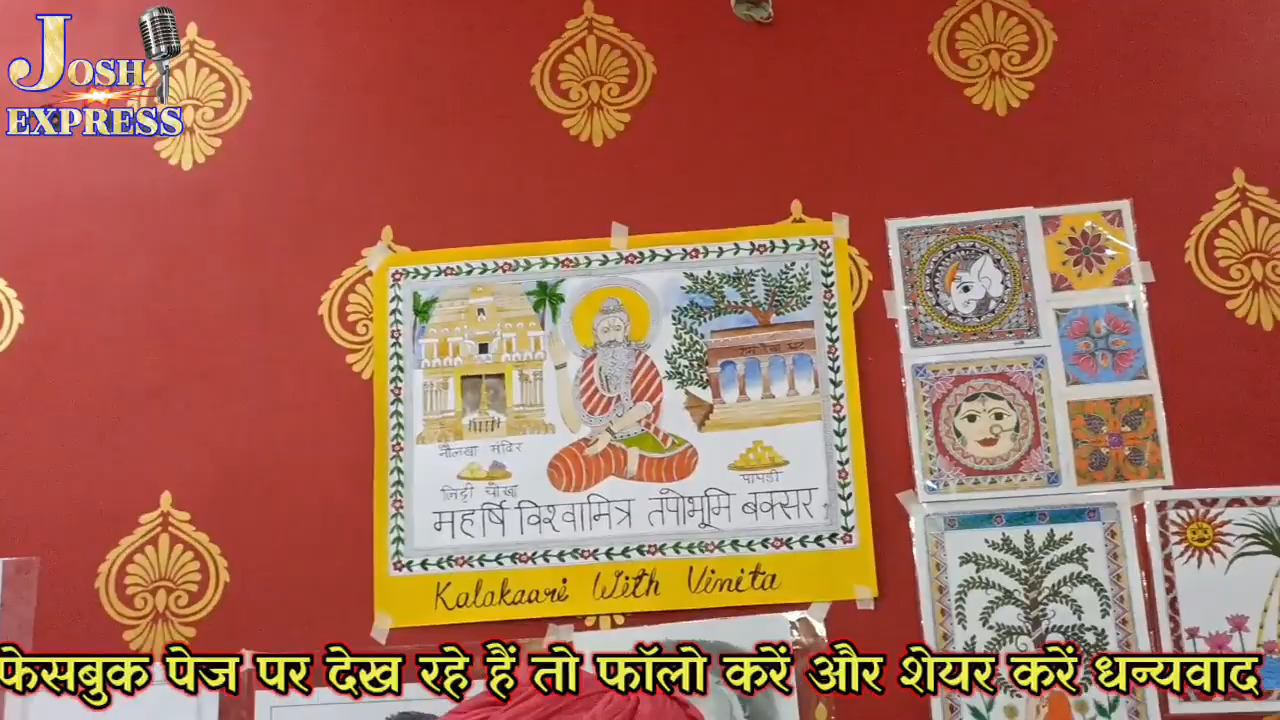 JOSH
EXPRESS
रामरेखा घाट
नौलखा मंदिर
लिट्टी चोखा
पापड़ी
महर्षि विश्वामित्र तपोभूमि बक्सर
Kalakaari With Vinita
फेसबुक पेज पर देख रहे हैं तो फॉलो करें और शेयर करें धन्यवाद